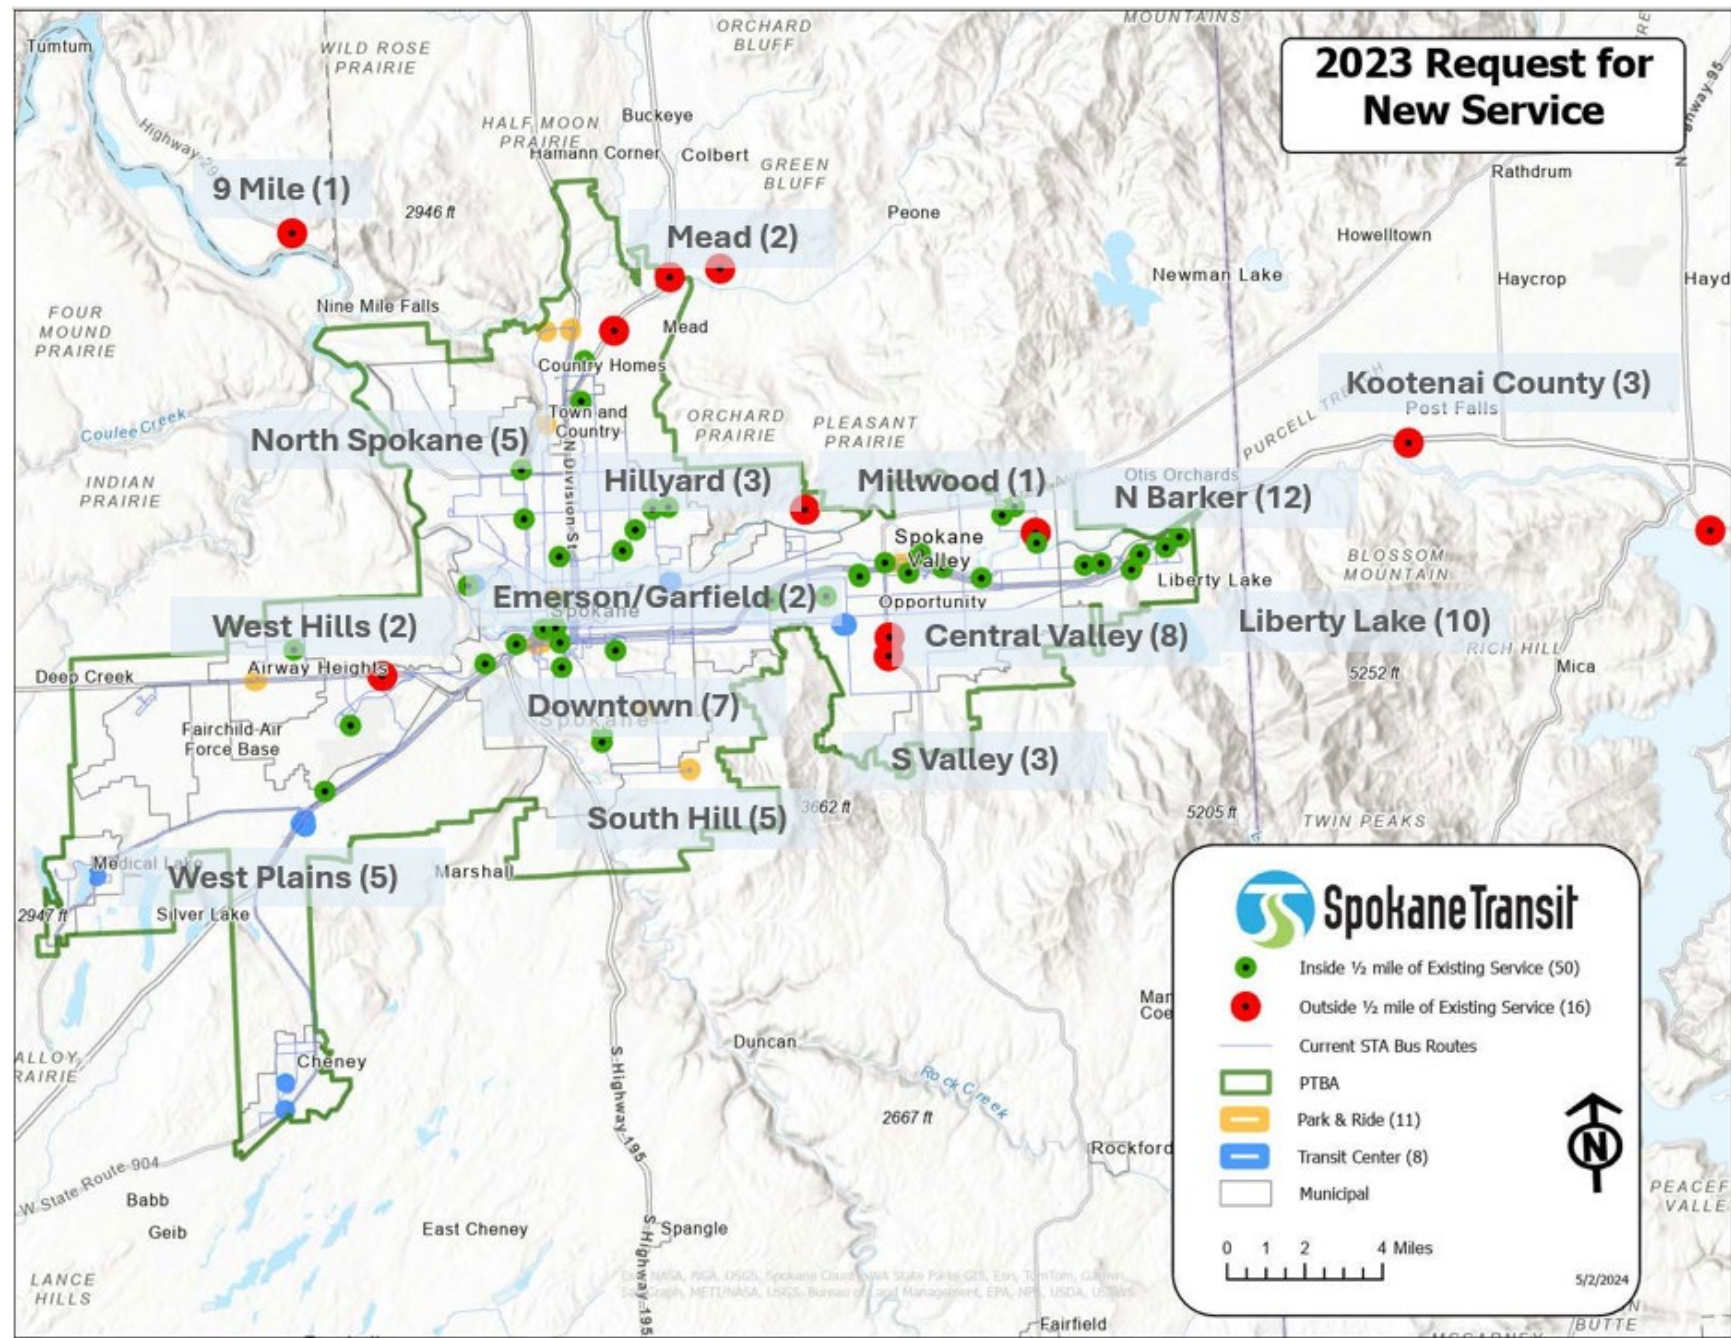 2023 Request for
New Service
Tumtum
WILD ROSE
PRAIRIE
ORCHARD
BLUFF
MOUNTAINS
Buckeye
HALF MOON
PRAIRIE
Hamann Corner
Colbert
GREEN
BLUFF
Rathdrum
9 Mile (1)
2946 ft
Peone
Mead (2)
Howelltown
Newman Lake
Haycrop
Hayd
Nine Mile Falls
FOUR
MOUND
PRAIRIE
Mead
Country Homes
Kootenai County (3)
Post Falls
Town and
Country
ORCHARD
PRAIRIE
PLEASANT
PRAIRIE
Coulee Creek
North Spokane (5)
N Division St
PURCELL TRENCH
INDIAN
PRAIRIE
Hillyard (3)
Millwood (1)
Otis Orchards
N Barker (12)
Spokane
Valley
BLOSSOM
MOUNTAIN
Liberty Lake
Emerson/Garfield (2)
Spokane
Opportunity
West Hills (2)
Central Valley (8)
Liberty Lake (10)
RICH HILL
Mica
5252 ft
Deep Creek
Airway Heights
Downtown (7)
Spokane
Fairchild Air
Force Base
S Valley (3)
3662 ft
5205 ft
TWIN PEAKS
South Hill (5)
Medical Lake
West Plains (5)
Marshall
2947 ft
Silver Lake
Duncan
Cheney
Rock Creek
2667 ft
S Highway 195
Rockford
W State Route 904
Babb
Geib
East Cheney
S Highway 195
Spangle
LANCE
HILLS
Fairfield
BUTTE
Spokane Transit
Inside ½ mile of Existing Service (50)
Outside ½ mile of Existing Service (16)
Current STA Bus Routes
PTBA
Park & Ride (11)
Transit Center (8)
Municipal
N
0 1 2 4 Miles
5/2/2024